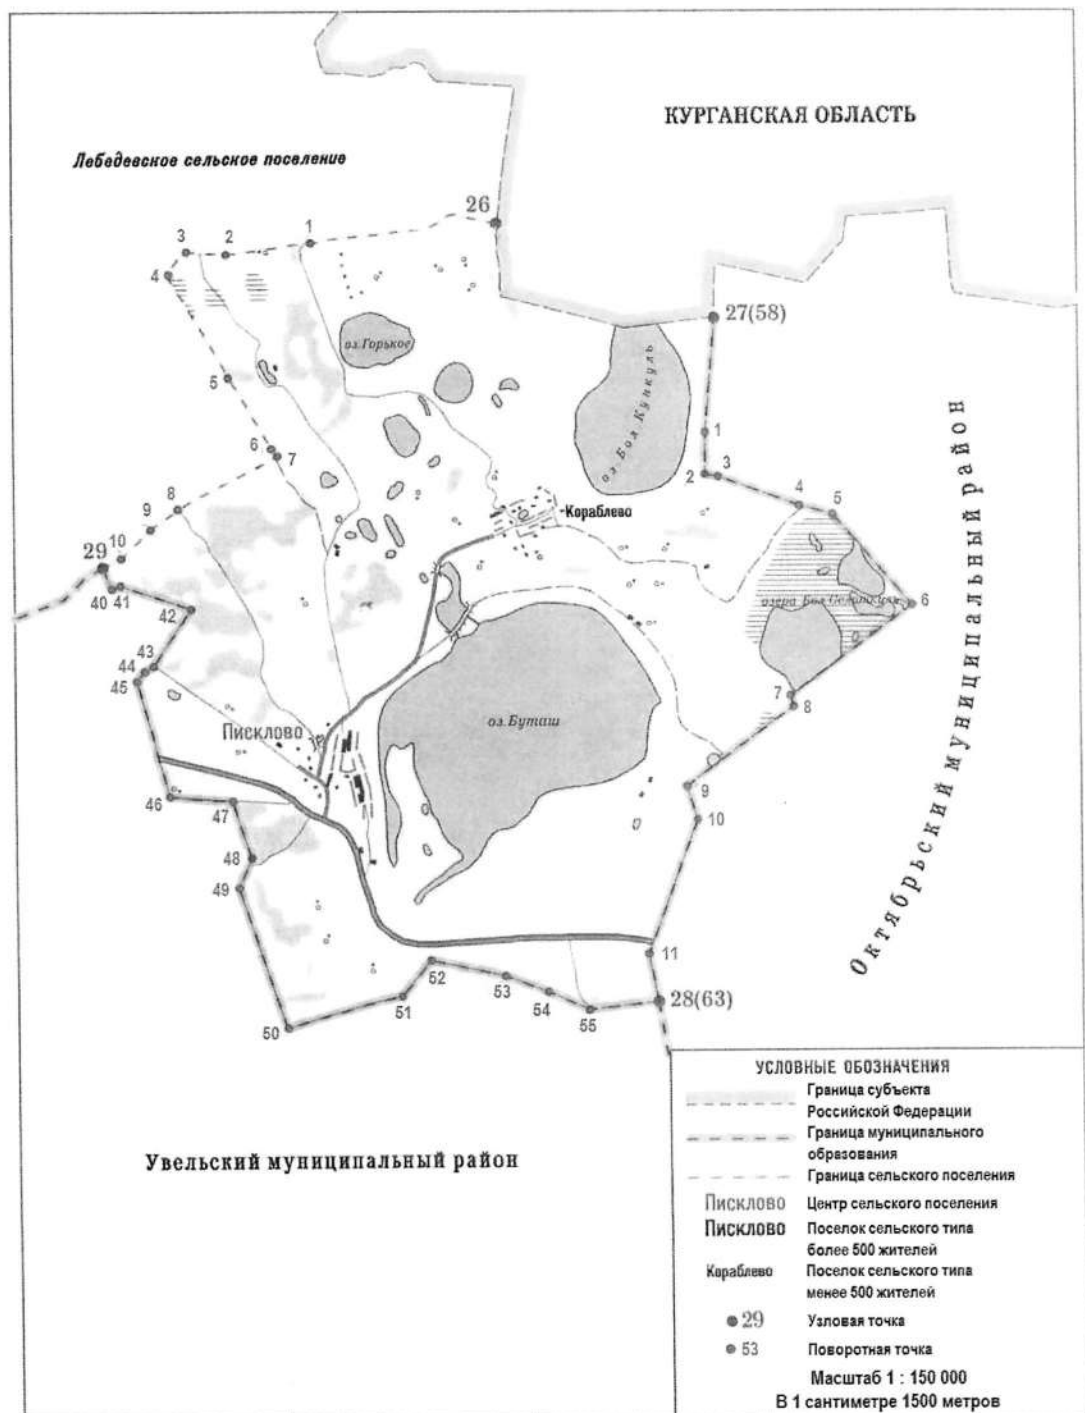 КУРГАНСКАЯ ОБЛАСТЬ
Лебедевское сельское поселение
26
1
2
3
4
27(58)
оз.Горькое
оз.Бол.Кункуль
5
6
7
8
9
10
29
1
2
3
4
5
Кораблево
озера Бол.
6
40
41
42
43
44
45
7
8
оз.Буташ
Писклово
9
10
46
47
48
49
Октябрьский муниципальный район
11
52
53
54
55
51
50
28(63)
Увельский муниципальный район
УСЛОВНЫЕ ОБОЗНАЧЕНИЯ
Граница субъекта
Российской Федерации
Граница муниципального
образования
Граница сельского поселения
Писклово Центр сельского поселения
Писклово Поселок сельского типа
более 500 жителей
Кораблево Поселок сельского типа
менее 500 жителей
29 Узловая точка
53 Поворотная точка
Масштаб 1 : 150 000
В 1 сантиметре 1500 метров